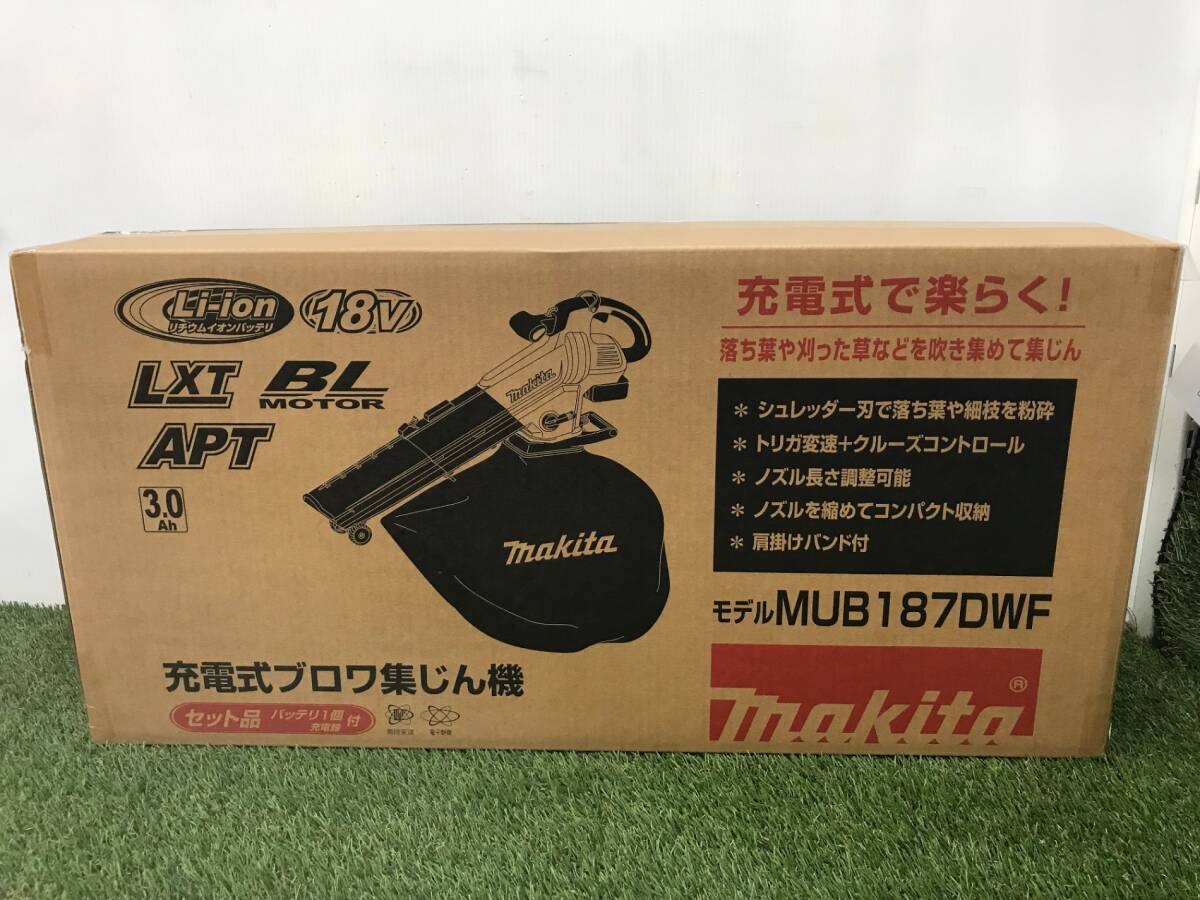 Li-ion
リチウムイオンバッテリ
18V
LXT
BL
MOTOR
APT
3.0
Ah
makita
makita
充電式ブロワ集じん機
セット品
バッテリ1個
充電器
付
電子制御
充電式で楽らく!
落ち葉や刈った草などを吹き集めて集じん
* シュレッダー刃で落ち葉や細枝を粉砕
* トリガ変速+クルーズコントロール
* ノズル長さ調整可能
* ノズルを縮めてコンパクト収納
* 肩掛けバンド付
モデルMUB187DWF
makita®